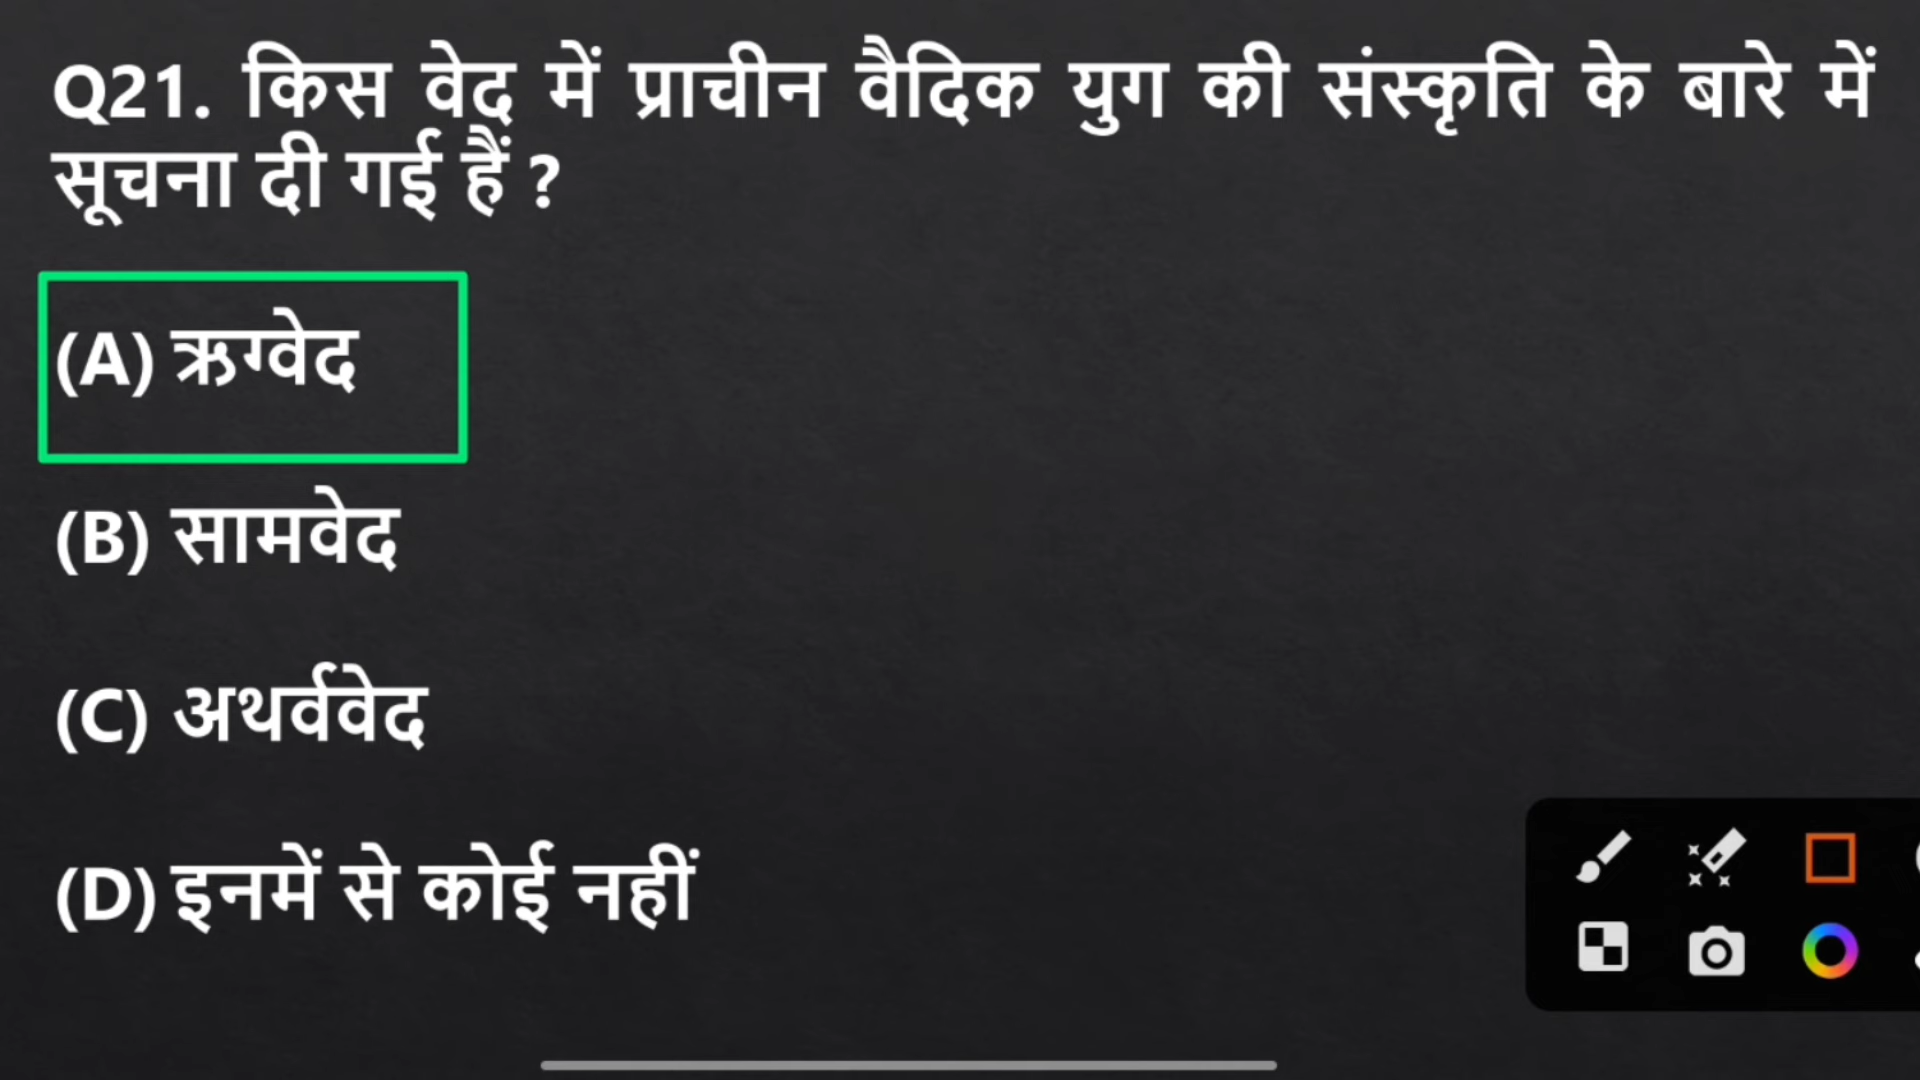 Q21. किस वेद में प्राचीन वैदिक युग की संस्कृति के बारे में
सूचना दी गई हैं ?
(A) ऋग्वेद
(B) सामवेद
(C) अथर्ववेद
(D) इनमें से कोई नहीं